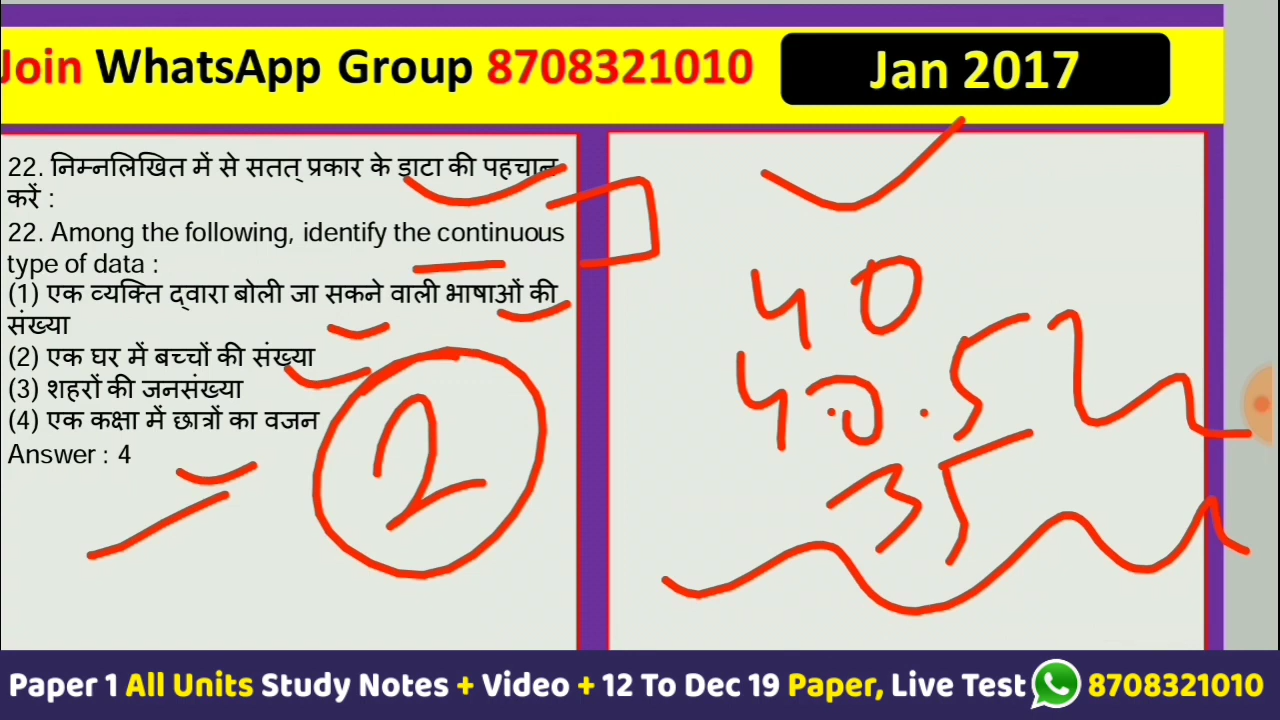 Join WhatsApp Group 8708321010
Jan 2017
22. निम्नलिखित में से सतत् प्रकार के डाटा की पहचान
करें :
22. Among the following, identify the continuous
type of data :
(1) एक व्यक्ति द्वारा बोली जा सकने वाली भाषाओं की
संख्या
(2) एक घर में बच्चों की संख्या
(3) शहरों की जनसंख्या
(4) एक कक्षा में छात्रों का वजन
Answer : 4
2
40
40.5
35
Paper 1 All Units Study Notes + Video + 12 To Dec 19 Paper, Live Test 8708321010